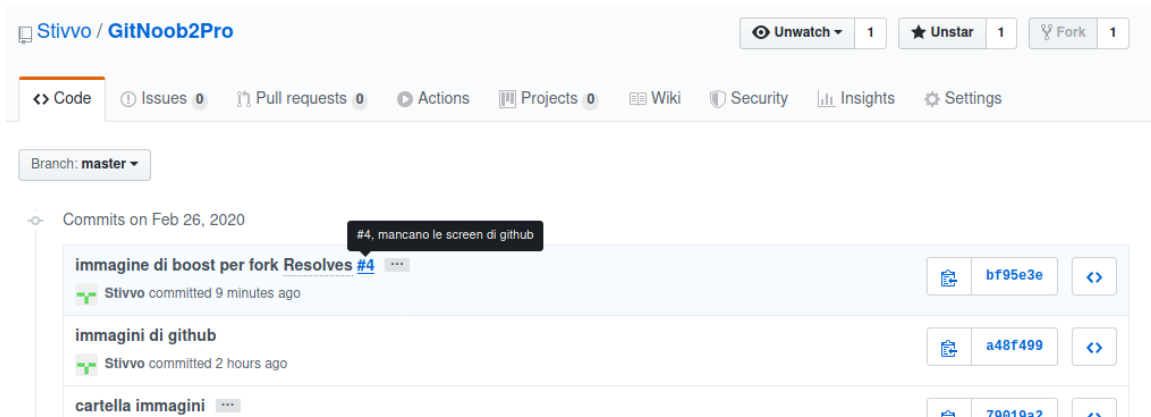 Stivvo / GitNoob2Pro
Unwatch 1 Unstar 1 Fork 1
Code Issues 0 Pull requests 0 Actions Projects 0 Wiki Security Insights Settings
Branch: master
Commits on Feb 26, 2020
#4, mancano le screen di github
immagine di boost per fork Resolves #4 ...
bf95e3e
Stivvo committed 9 minutes ago
immagini di github
a48f499
Stivvo committed 2 hours ago
cartella immagini ...
79019a2